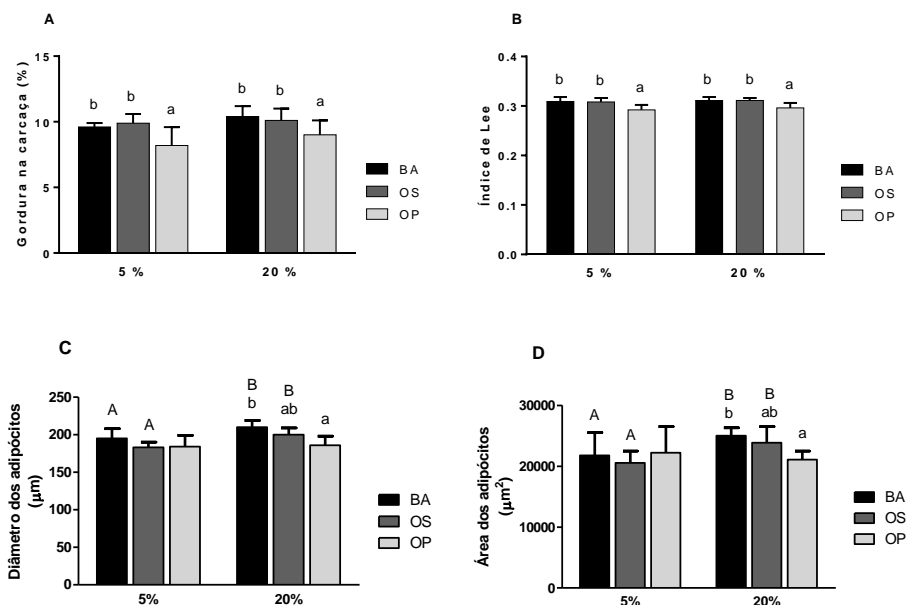 A
Gordura na carcaça (%)
15
10
5
0
b b a
b b a
5 %
20 %
BA
OS
OP
B
Índice de Lee
0.4
0.3
0.2
0.1
0.0
b b a
b b a
5 %
20 %
BA
OS
OP
C
Diâmetro dos adipócitos
(µm)
250
200
150
100
50
0
A A
B B
b ab a
5%
20%
BA
OS
OP
D
Área dos adipócitos
(µm²)
30000
20000
10000
0
A A
B B
b ab a
5%
20%
BA
OS
OP